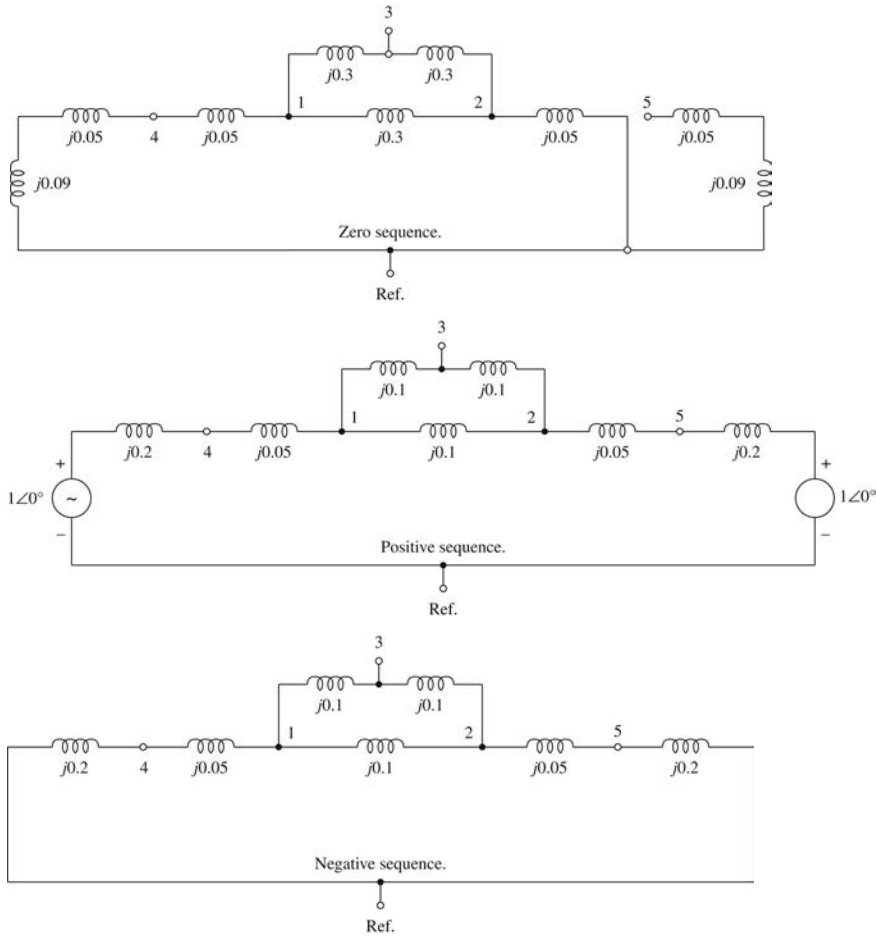 3
j0.3 j0.3
1 2 5
j0.05 4 j0.05 j0.3 j0.05 j0.05
j0.09 j0.09
Zero sequence.
Ref.
3
j0.1 j0.1
1 2 5
j0.2 4 j0.05 j0.1 j0.05 j0.2
+ +
1∠0° ~ 1∠0°
− −
Positive sequence.
Ref.
3
j0.1 j0.1
1 2 5
j0.2 4 j0.05 j0.1 j0.05 j0.2
Negative sequence.
Ref.